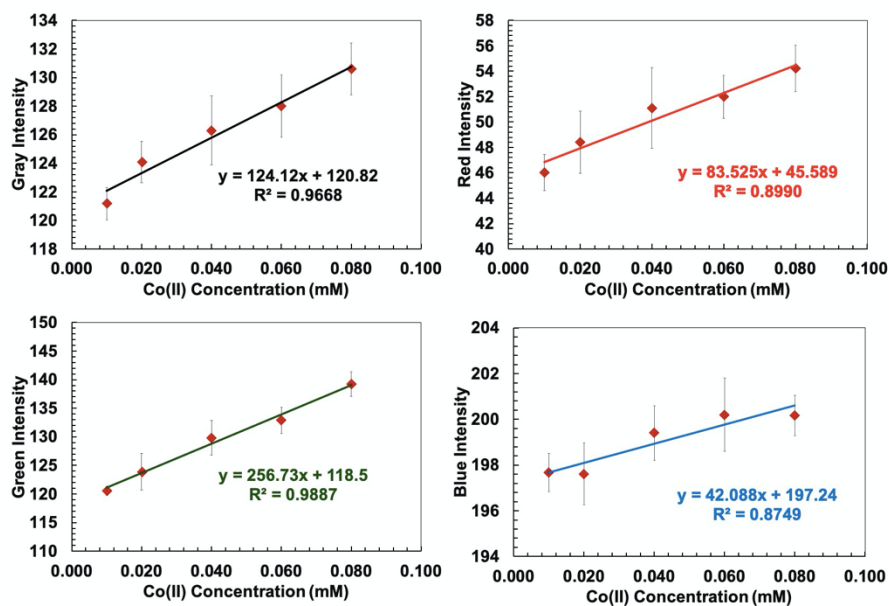 134
132
130
128
126
124
122
120
118
Gray Intensity
y = 124.12x + 120.82
R² = 0.9668
0.000 0.020 0.040 0.060 0.080 0.100
Co(II) Concentration (mM)
58
56
54
52
50
48
46
44
42
40
Red Intensity
y = 83.525x + 45.589
R² = 0.8990
0.000 0.020 0.040 0.060 0.080 0.100
Co(II) Concentration (mM)
150
145
140
135
130
125
120
115
110
Green Intensity
y = 256.73x + 118.5
R² = 0.9887
0.000 0.020 0.040 0.060 0.080 0.100
Co(II) Concentration (mM)
204
202
200
198
196
194
Blue Intensity
y = 42.088x + 197.24
R² = 0.8749
0.000 0.020 0.040 0.060 0.080 0.100
Co(II) Concentration (mM)